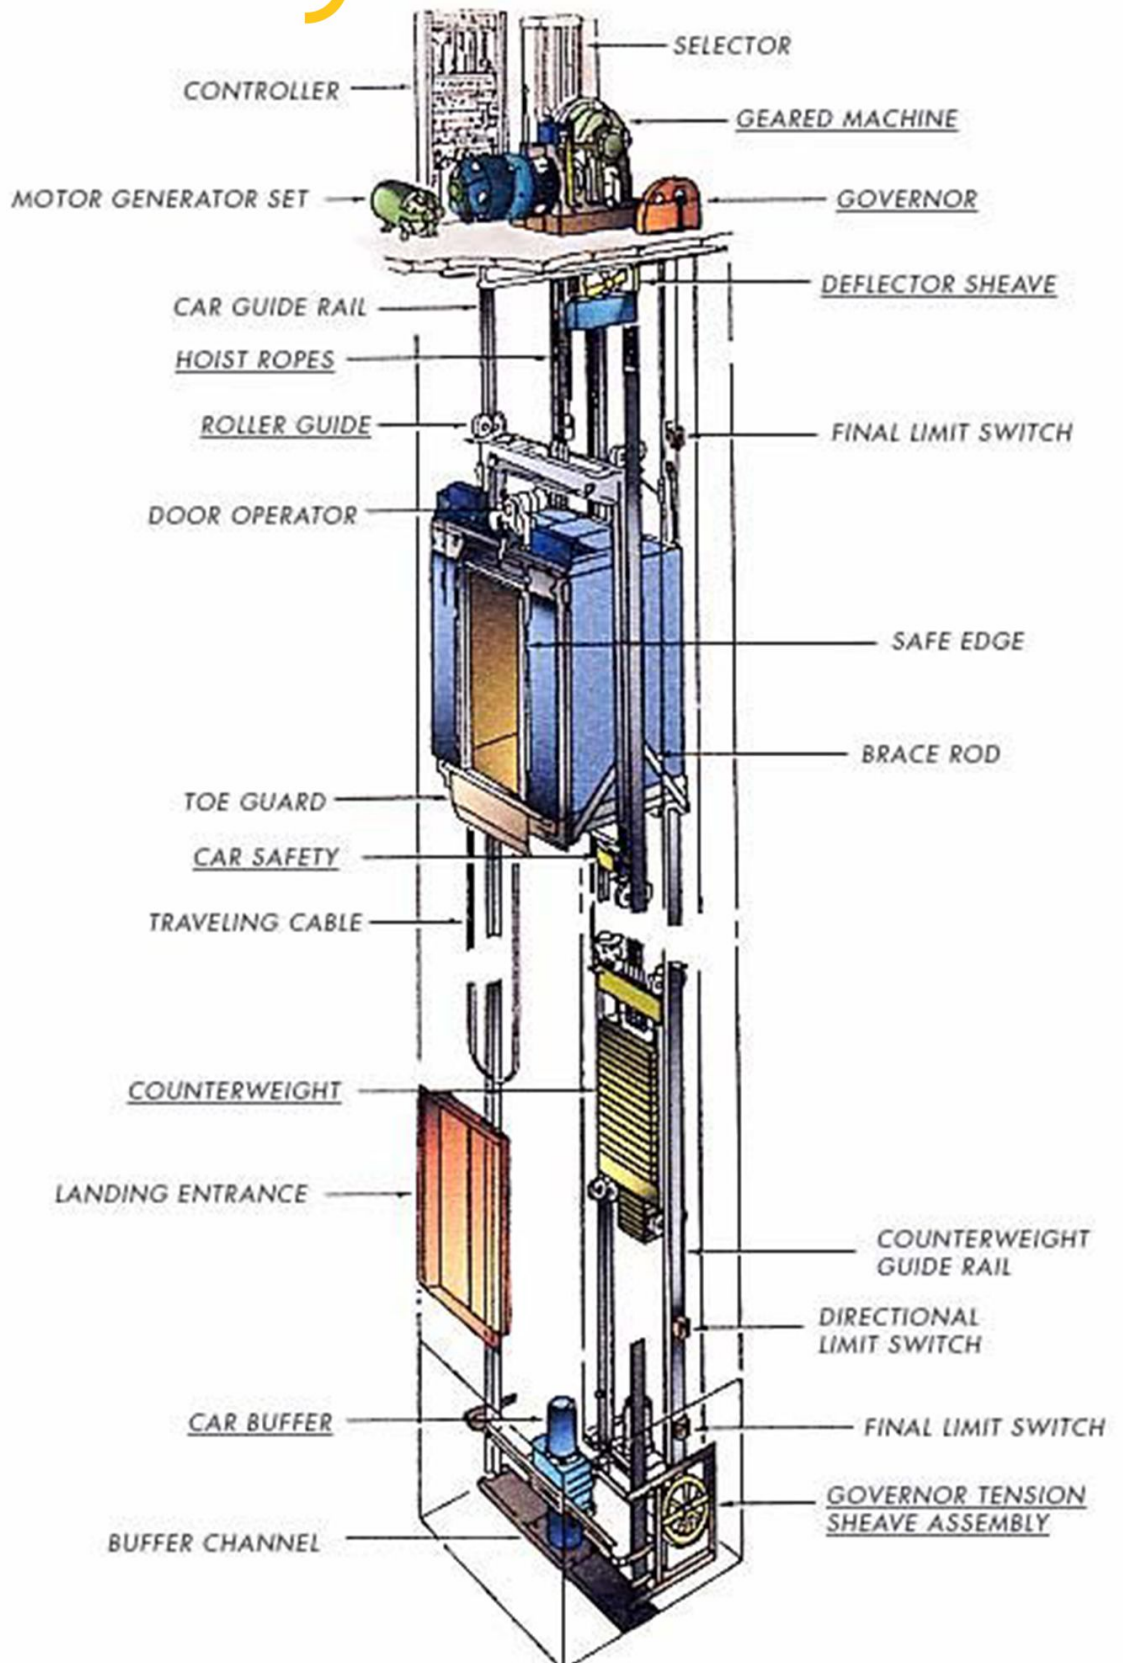 SELECTOR
CONTROLLER
GEARED MACHINE
MOTOR GENERATOR SET
GOVERNOR
DEFLECTOR SHEAVE
CAR GUIDE RAIL
HOIST ROPES
ROLLER GUIDE
FINAL LIMIT SWITCH
DOOR OPERATOR
SAFE EDGE
BRACE ROD
TOE GUARD
CAR SAFETY
TRAVELING CABLE
COUNTERWEIGHT
LANDING ENTRANCE
COUNTERWEIGHT
GUIDE RAIL
DIRECTIONAL
LIMIT SWITCH
CAR BUFFER
FINAL LIMIT SWITCH
GOVERNOR TENSION
SHEAVE ASSEMBLY
BUFFER CHANNEL